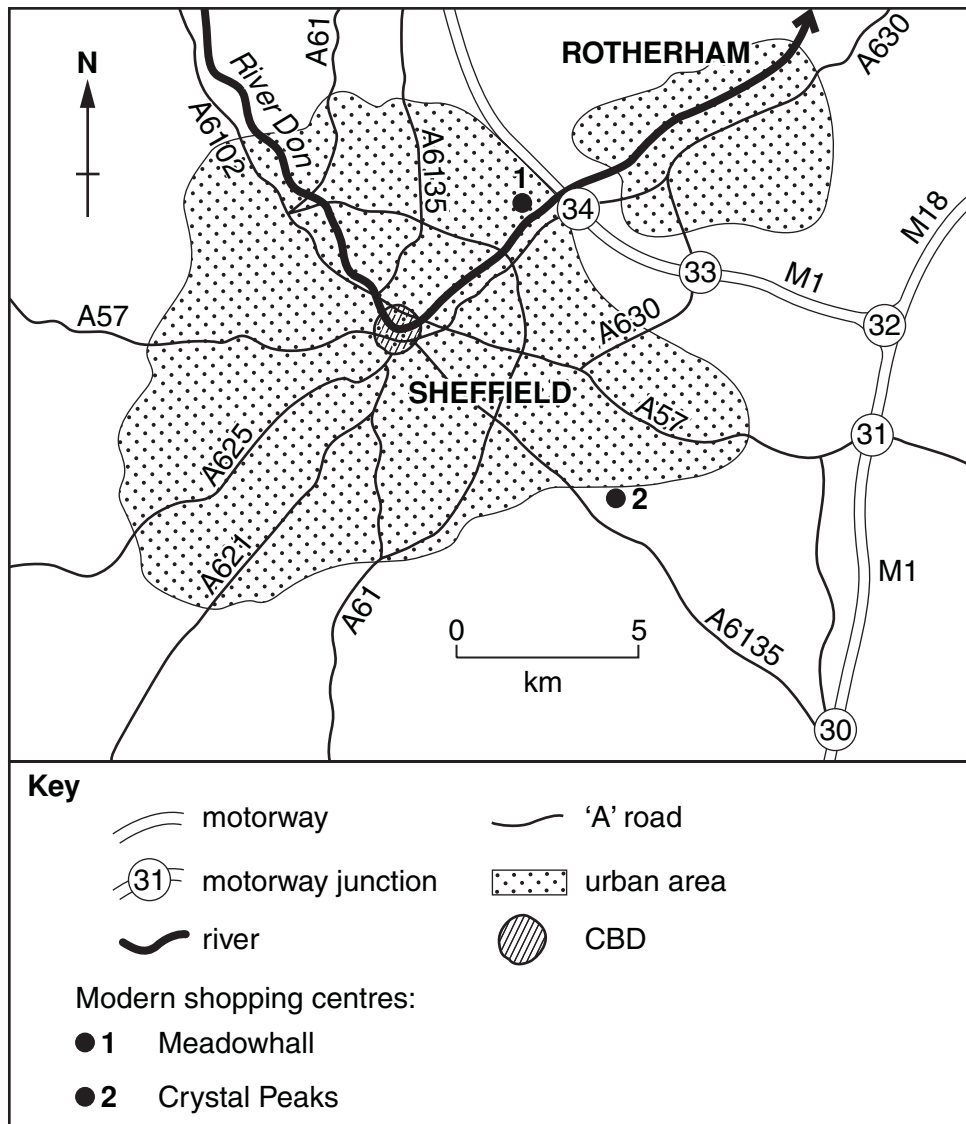 N
A61
A630
ROTHERHAM
River Don
A6102
A6135
1
34
M18
33
M1
32
A57
A630
SHEFFIELD
A57
31
A625
2
A621
A61
M1
0 5
km
A6135
30
Key
motorway
'A' road
31
motorway junction
urban area
river
CBD
Modern shopping centres:
1 Meadowhall
2 Crystal Peaks